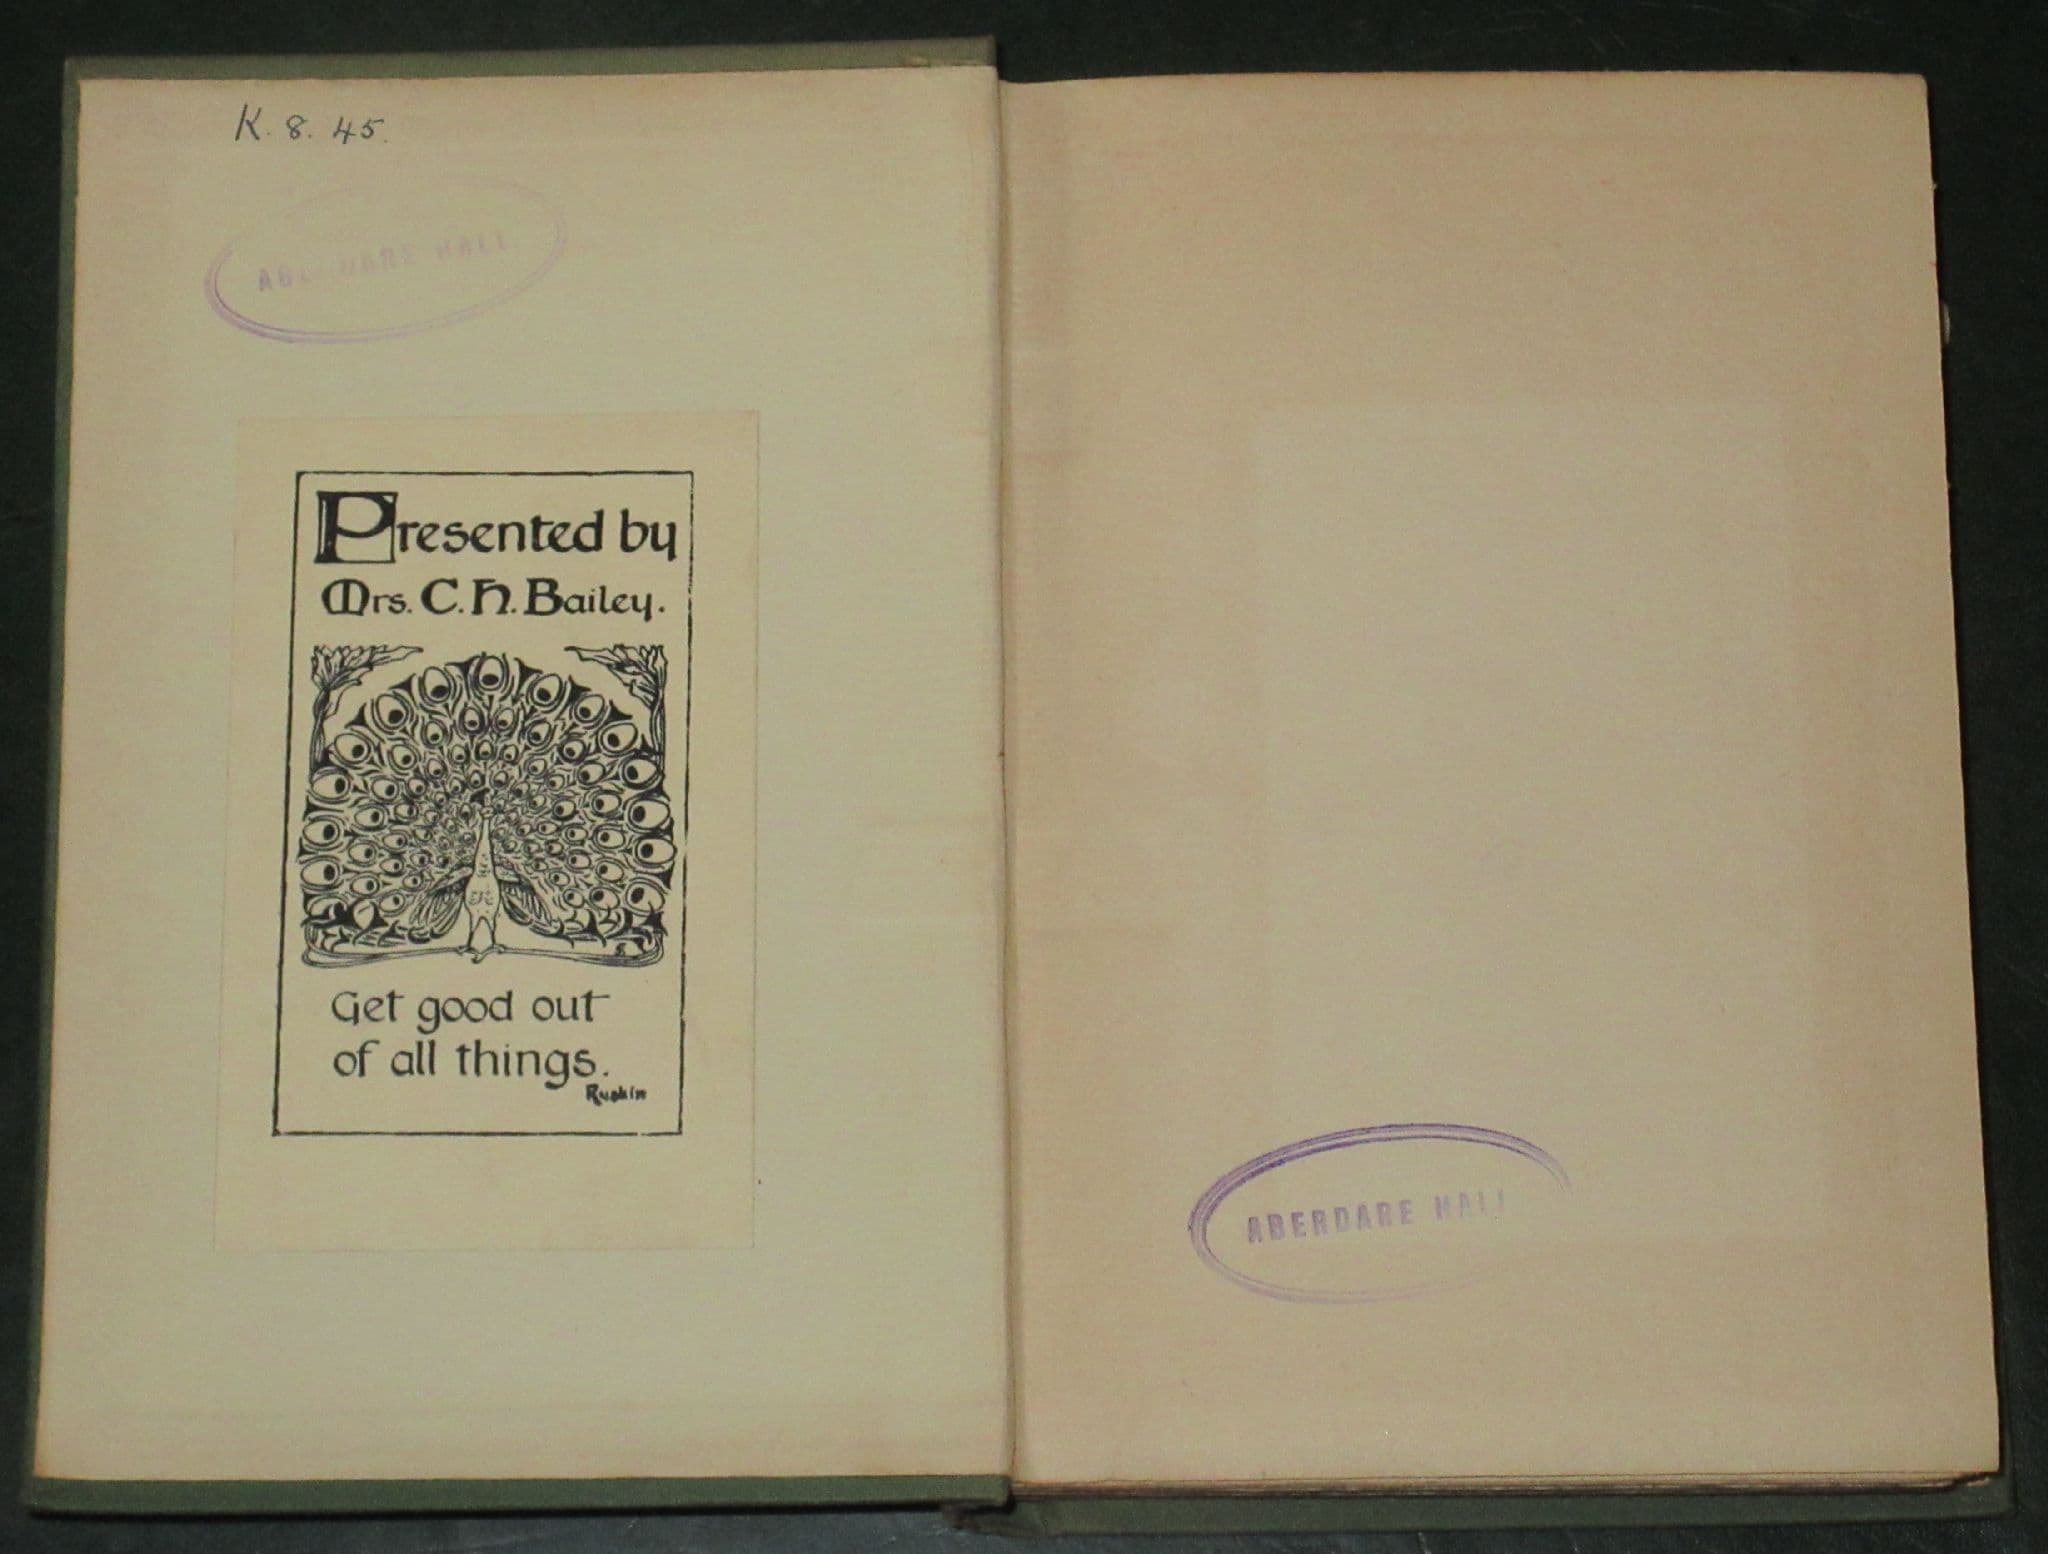 K. 8. 45.
ABERDARE HALL
Presented by
Mrs. C. H. Bailey.
Get good out
of all things.
Ruskin
ABERDARE HALL